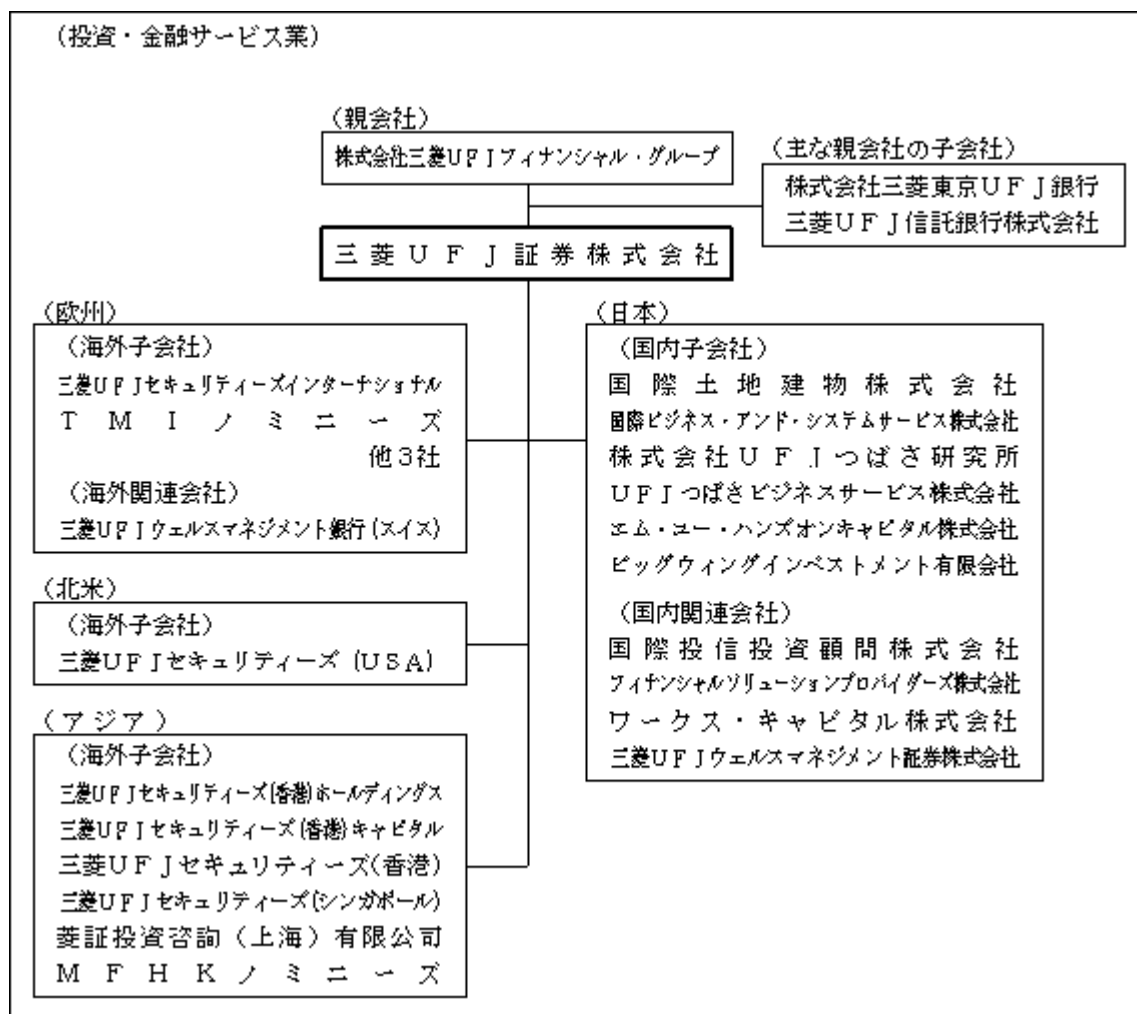 （投資・金融サービス業）
（親会社）
株式会社三菱ＵＦＪフィナンシャル・グループ
（主な親会社の子会社）
株式会社三菱東京ＵＦＪ銀行
三菱ＵＦＪ信託銀行株式会社
三菱ＵＦＪ証券株式会社
（欧州）
（海外子会社）
三菱ＵＦＪセキュリティーズインターナショナル
ＴＭＩノミニーズ
他３社
（海外関連会社）
三菱ＵＦＪウェルスマネジメント銀行(スイス)
（北米）
（海外子会社）
三菱ＵＦＪセキュリティーズ（ＵＳＡ）
（アジア）
（海外子会社）
三菱ＵＦＪセキュリティーズ(香港)ホールディングス
三菱ＵＦＪセキュリティーズ(香港)キャピタル
三菱ＵＦＪセキュリティーズ(香港)
三菱ＵＦＪセキュリティーズ(シンガポール)
菱証投資咨詢（上海）有限公司
ＭＦＨＫノミニーズ
（日本）
（国内子会社）
国際土地建物株式会社
国際ビジネス・アンド・システムサービス株式会社
株式会社ＵＦＪつばさ研究所
ＵＦＪつばさビジネスサービス株式会社
エム・ユー・ハンズオンキャピタル株式会社
ビッグウィングインベストメント有限会社
（国内関連会社）
国際投信投資顧問株式会社
フィナンシャルソリューションプロバイダーズ株式会社
ワークス・キャピタル株式会社
三菱ＵＦＪウェルスマネジメント証券株式会社